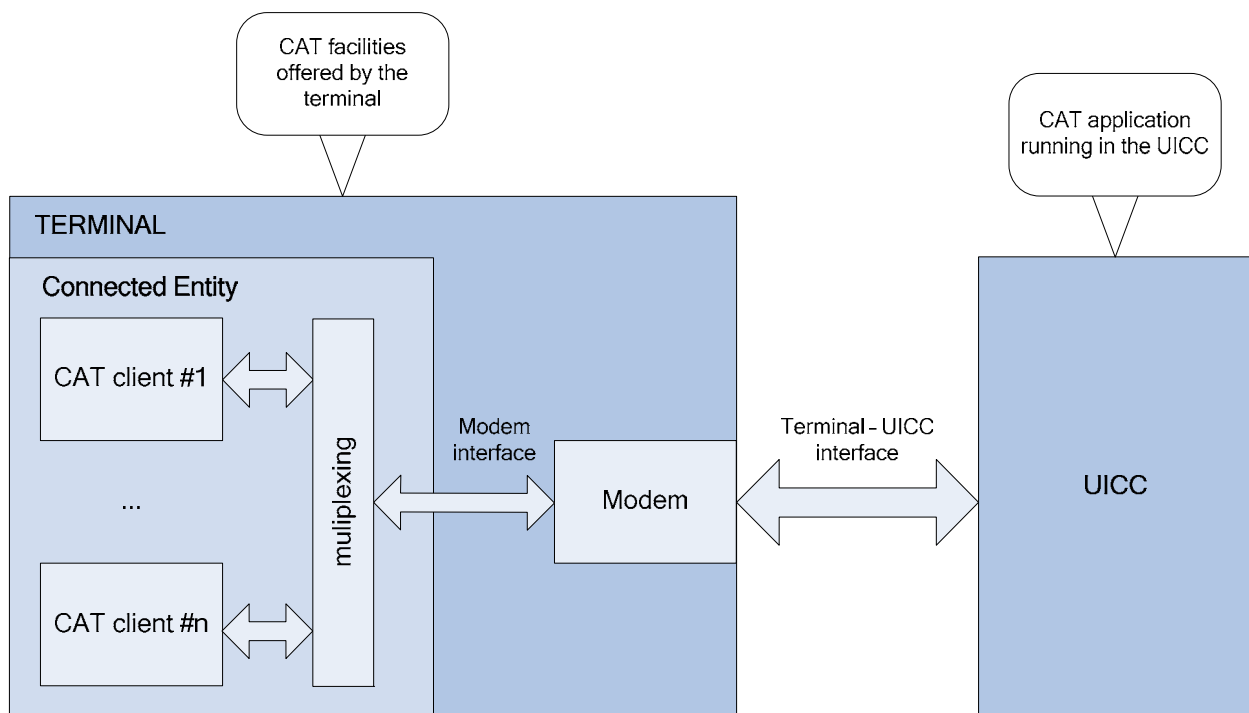 CAT facilities
offered by the
terminal
CAT application
running in the UICC
TERMINAL
Connected Entity
CAT client #1
...
CAT client #n
muliplexing
Modem
interface
Modem
Terminal - UICC
interface
UICC